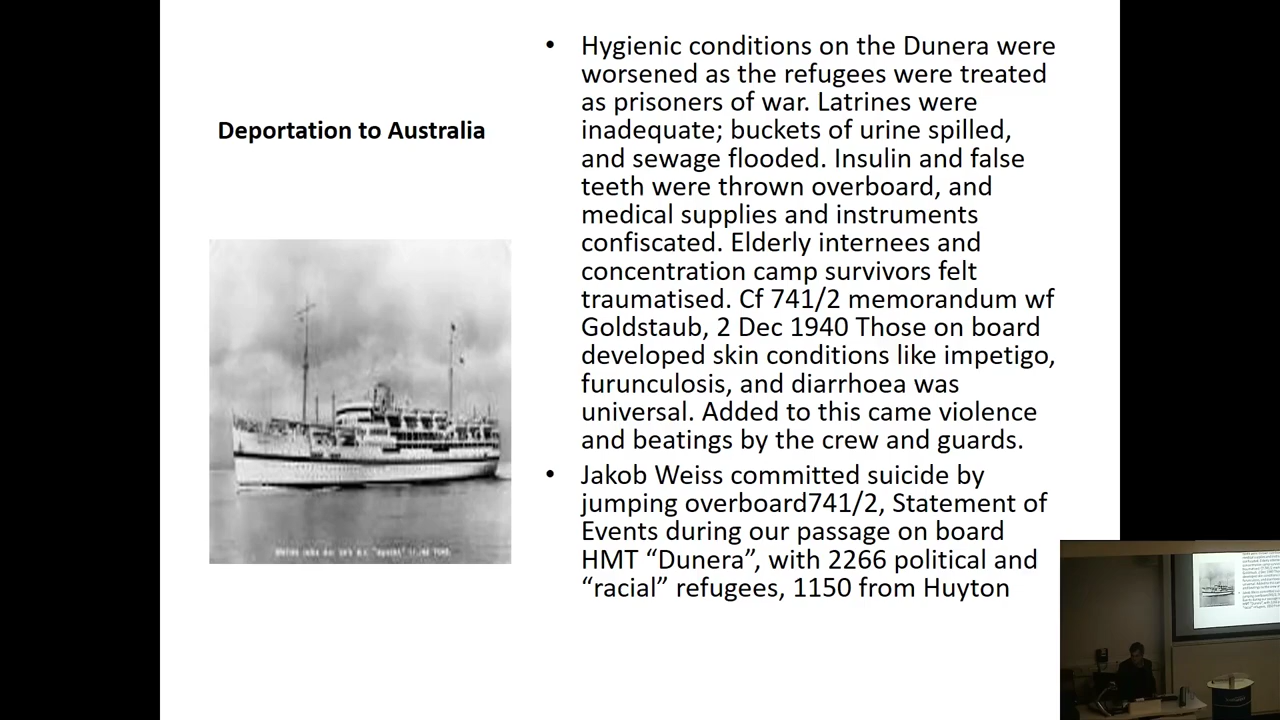 Deportation to Australia
• Hygienic conditions on the Dunera were
worsened as the refugees were treated
as prisoners of war. Latrines were
inadequate; buckets of urine spilled,
and sewage flooded. Insulin and false
teeth were thrown overboard, and
medical supplies and instruments
confiscated. Elderly internees and
concentration camp survivors felt
traumatised. Cf 741/2 memorandum wf
Goldstaub, 2 Dec 1940 Those on board
developed skin conditions like impetigo,
furunculosis, and diarrhoea was
universal. Added to this came violence
and beatings by the crew and guards.
• Jakob Weiss committed suicide by
jumping overboard741/2, Statement of
Events during our passage on board
HMT “Dunera”, with 2266 political and
“racial” refugees, 1150 from Huyton